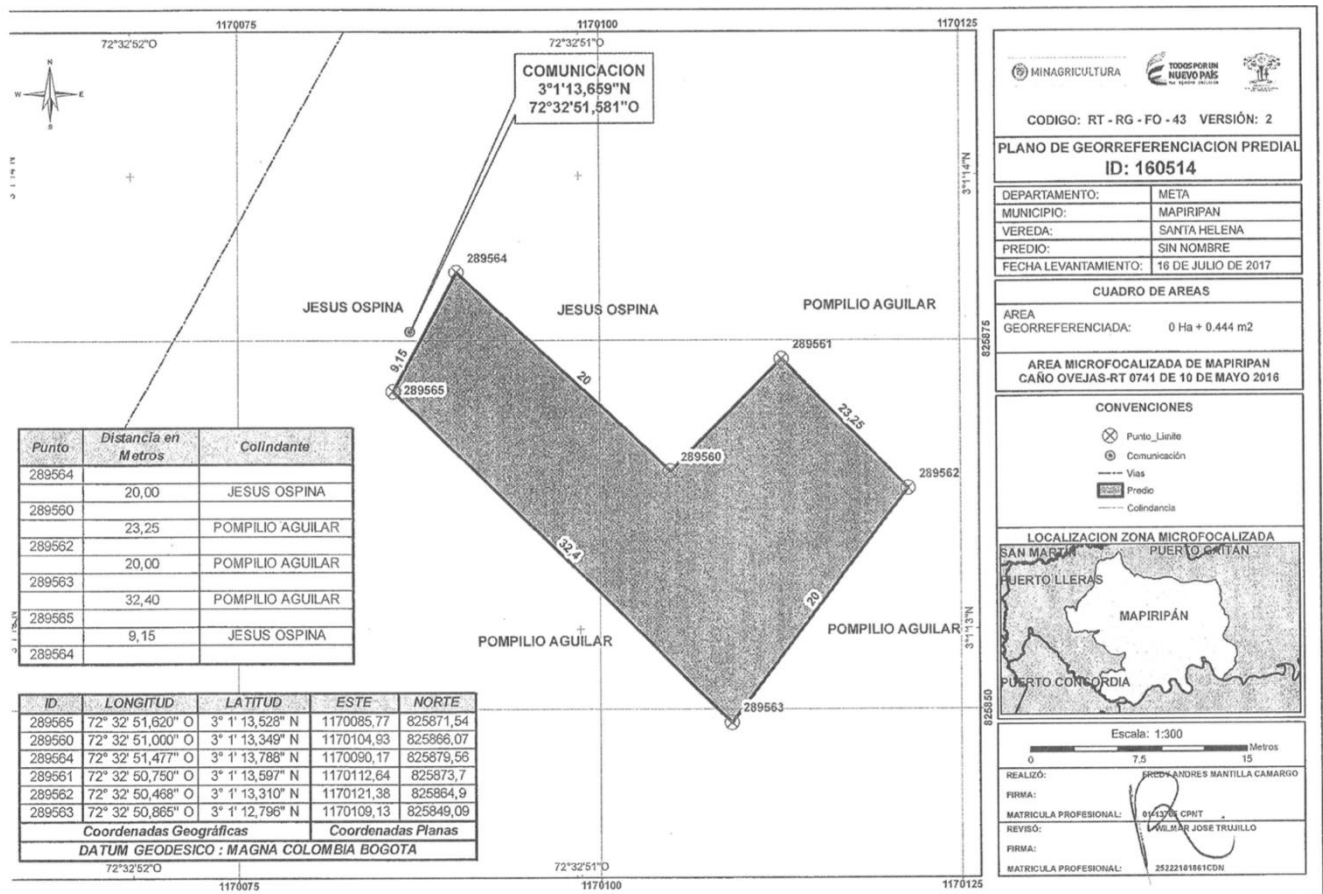 1170075
1170100
1170125
72°32'52"O
72°32'51"O
N
W E
S
COMUNICACION
3°1'13,659"N
72°32'51,581"O
3°1'14"N
3°1'14"N
289564
JESUS OSPINA
JESUS OSPINA
POMPILIO AGUILAR
825875
289561
9,15
20
289565
23,25
289560
289562
32,4
20
POMPILIO AGUILAR
POMPILIO AGUILAR
3°1'13"N
289563
825850
Punto Distancia en Metros Colindante
289564
20,00 JESUS OSPINA
289560
23,25 POMPILIO AGUILAR
289562
20,00 POMPILIO AGUILAR
289563
32,40 POMPILIO AGUILAR
289565
9,15 JESUS OSPINA
289564
ID LONGITUD LATITUD ESTE NORTE
289565 72° 32' 51,620" O 3° 1' 13,528" N 1170085,77 825871,54
289560 72° 32' 51,000" O 3° 1' 13,349" N 1170104,93 825866,07
289564 72° 32' 51,477" O 3° 1' 13,788" N 1170090,17 825879,56
289561 72° 32' 50,750" O 3° 1' 13,597" N 1170112,64 825873,7
289562 72° 32' 50,468" O 3° 1' 13,310" N 1170121,38 825864,9
289563 72° 32' 50,865" O 3° 1' 12,796" N 1170109,13 825849,09
Coordenadas Geográficas Coordenadas Planas
DATUM GEODESICO : MAGNA COLOMBIA BOGOTA
72°32'52"O
72°32'51"O
1170075
1170100
1170125
MINAGRICULTURA
TODOS POR UN
NUEVO PAÍS
CODIGO: RT - RG - FO - 43 VERSIÓN: 2
PLANO DE GEORREFERENCIACION PREDIAL
ID: 160514
DEPARTAMENTO: META
MUNICIPIO: MAPIRIPAN
VEREDA: SANTA HELENA
PREDIO: SIN NOMBRE
FECHA LEVANTAMIENTO: 16 DE JULIO DE 2017
CUADRO DE AREAS
AREA
GEORREFERENCIADA: 0 Ha + 0.444 m2
AREA MICROFOCALIZADA DE MAPIRIPAN
CAÑO OVEJAS-RT 0741 DE 10 DE MAYO 2016
CONVENCIONES
Punto_Limite
Comunicación
Vias
Predio
Colindancia
LOCALIZACION ZONA MICROFOCALIZADA
SAN MARTÍN PUERTO GAITÁN
PUERTO LLERAS
MAPIRIPÁN
PUERTO CONCORDIA
Escala: 1:300
Metros
0 7,5 15
REALIZÓ: FREDY ANDRES MANTILLA CAMARGO
FIRMA:
MATRICULA PROFESIONAL: CPNT
REVISÓ: WILMAR JOSE TRUJILLO
FIRMA:
MATRICULA PROFESIONAL: 25222101861CDN